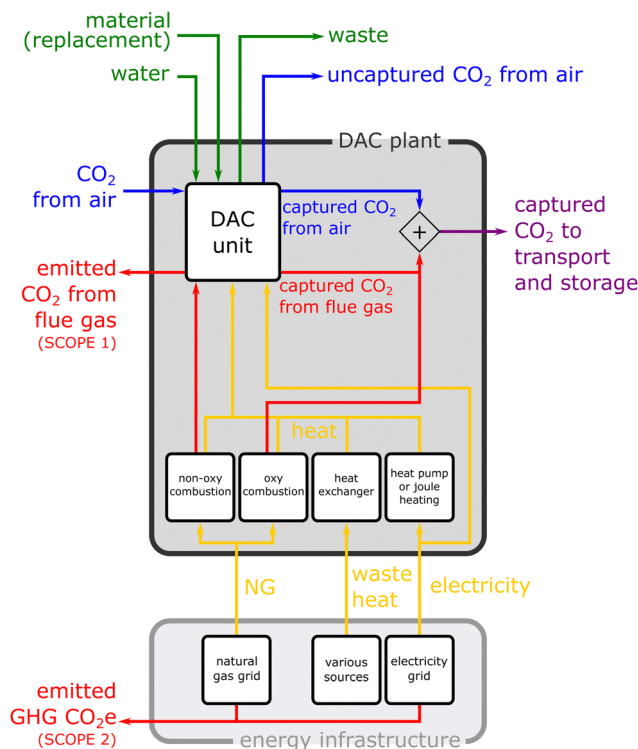 material
(replacement)
waste
water
uncaptured CO₂ from air
DAC plant
CO₂
from air
DAC
unit
captured CO₂
from air
captured
CO₂ to
transport
and storage
emitted
CO₂ from
flue gas
(SCOPE 1)
captured CO₂
from flue gas
heat
non-oxy
combustion
oxy
combustion
heat
exchanger
heat pump
or joule
heating
NG
waste
heat
electricity
natural
gas grid
various
sources
electricity
grid
emitted
GHG CO₂e
(SCOPE 2)
energy infrastructure